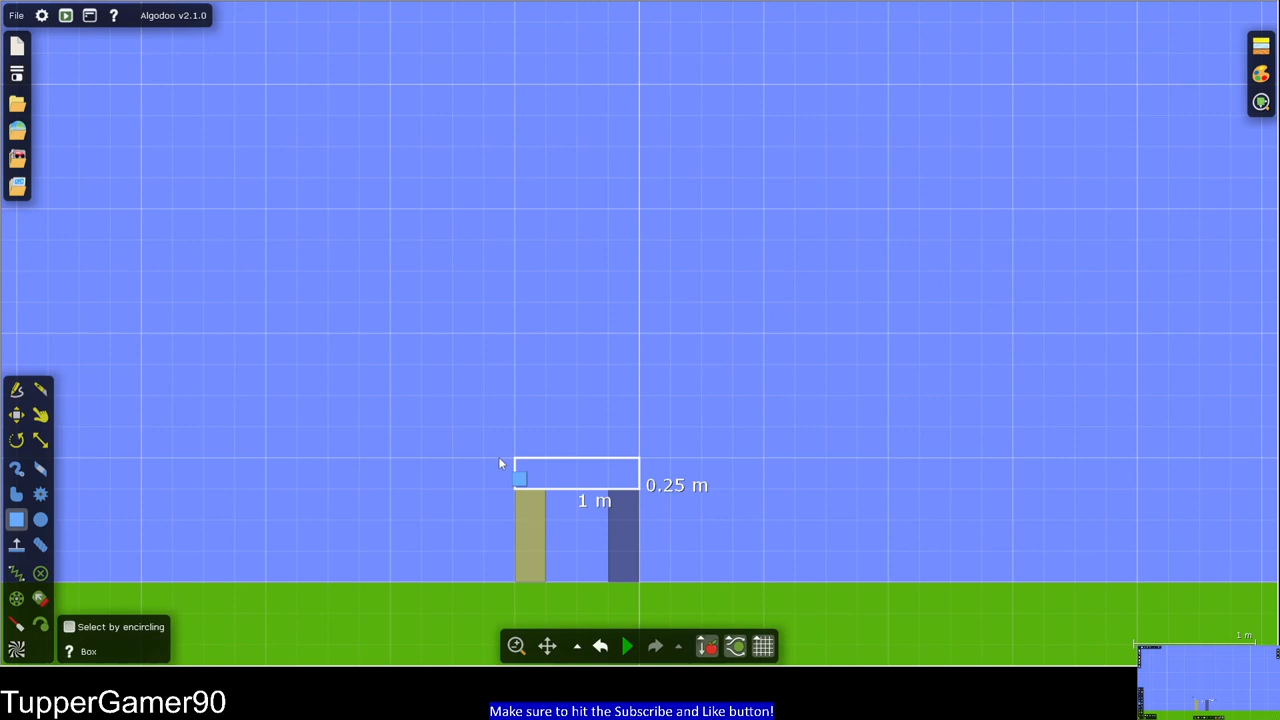 File
Algodoo v2.1.0
0.25 m
1 m
Select by encircling
Box
1 m
TupperGamer90
Make sure to hit the Subscribe and Like button!